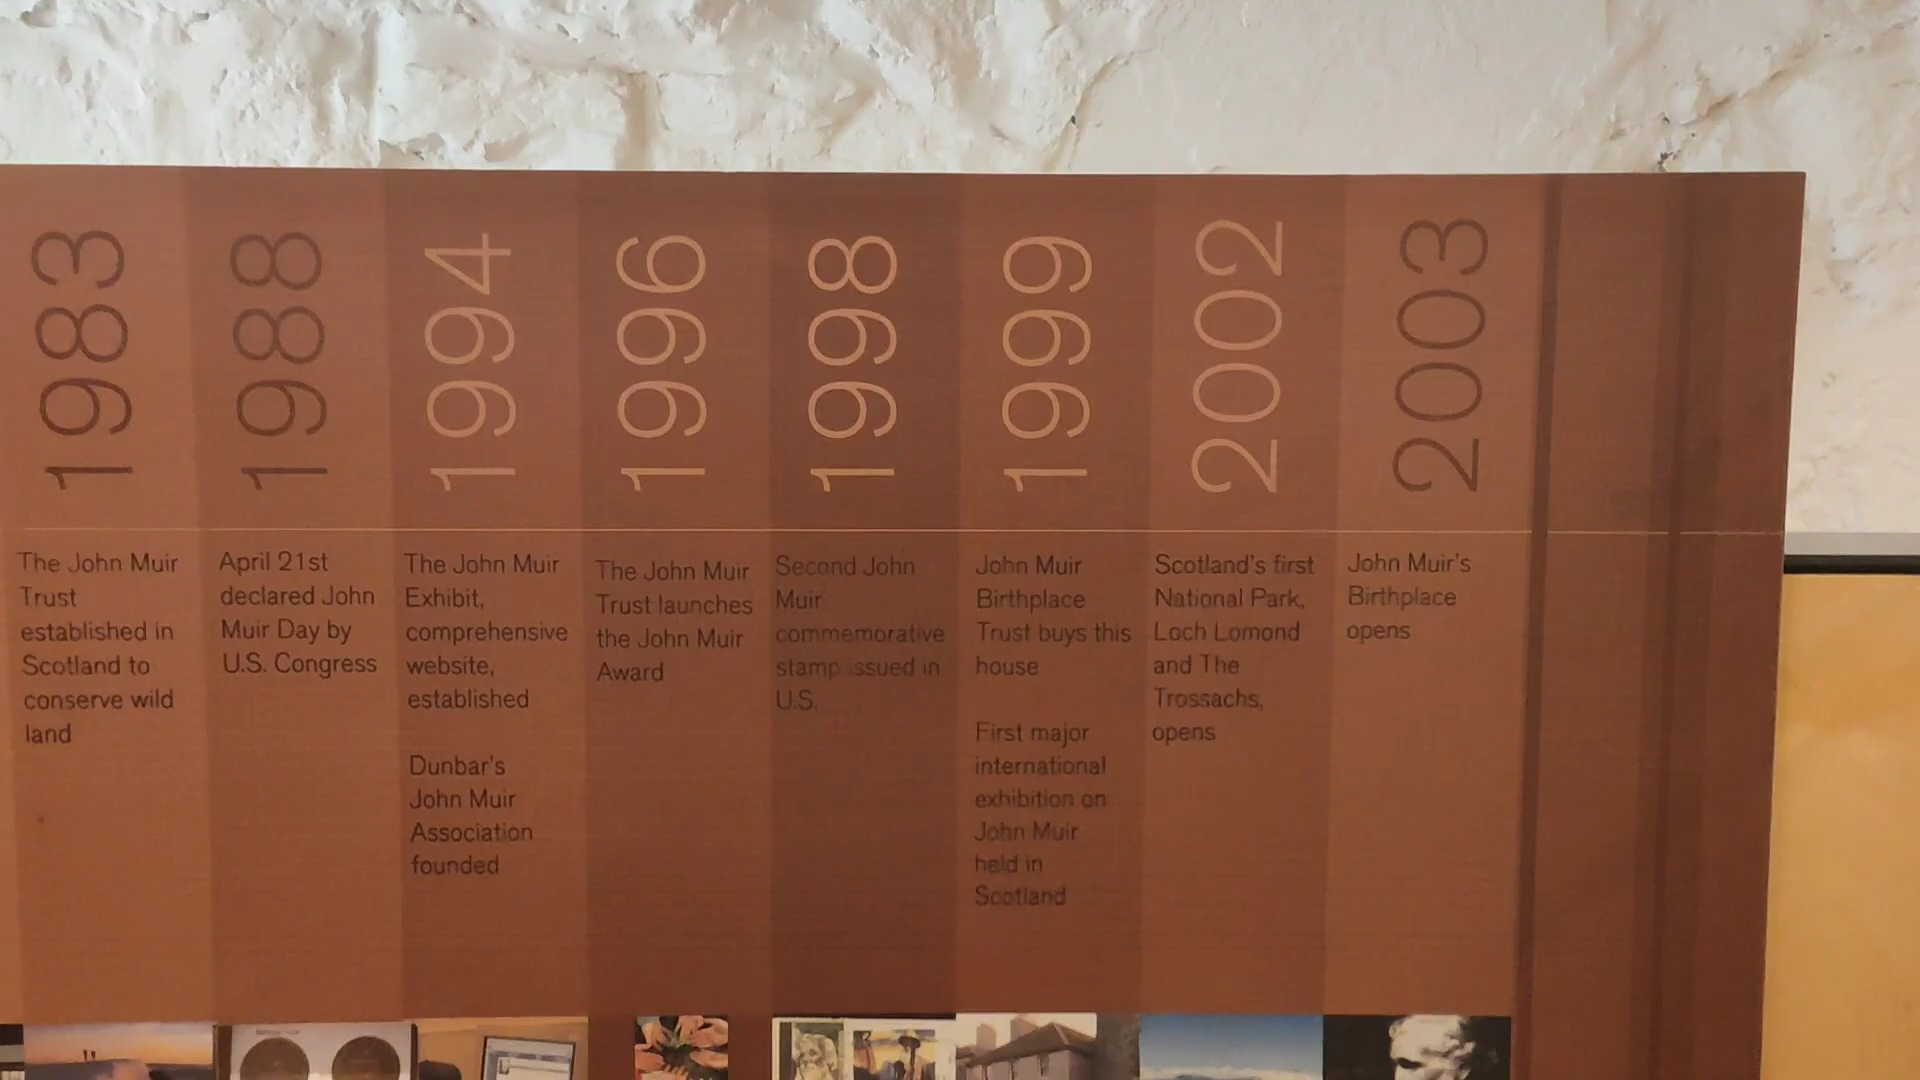 1983
The John Muir
Trust
established in
Scotland to
conserve wild
land
1988
April 21st
declared John
Muir Day by
U.S. Congress
1994
The John Muir
Exhibit,
comprehensive
website,
established
Dunbar's
John Muir
Association
founded
1996
The John Muir
Trust launches
the John Muir
Award
1998
Second John
Muir
commemorative
stamp issued in
U.S.
1999
John Muir
Birthplace
Trust buys this
house
First major
international
exhibition on
John Muir
held in
Scotland
2002
Scotland's first
National Park,
Loch Lomond
and The
Trossachs,
opens
2003
John Muir's
Birthplace
opens